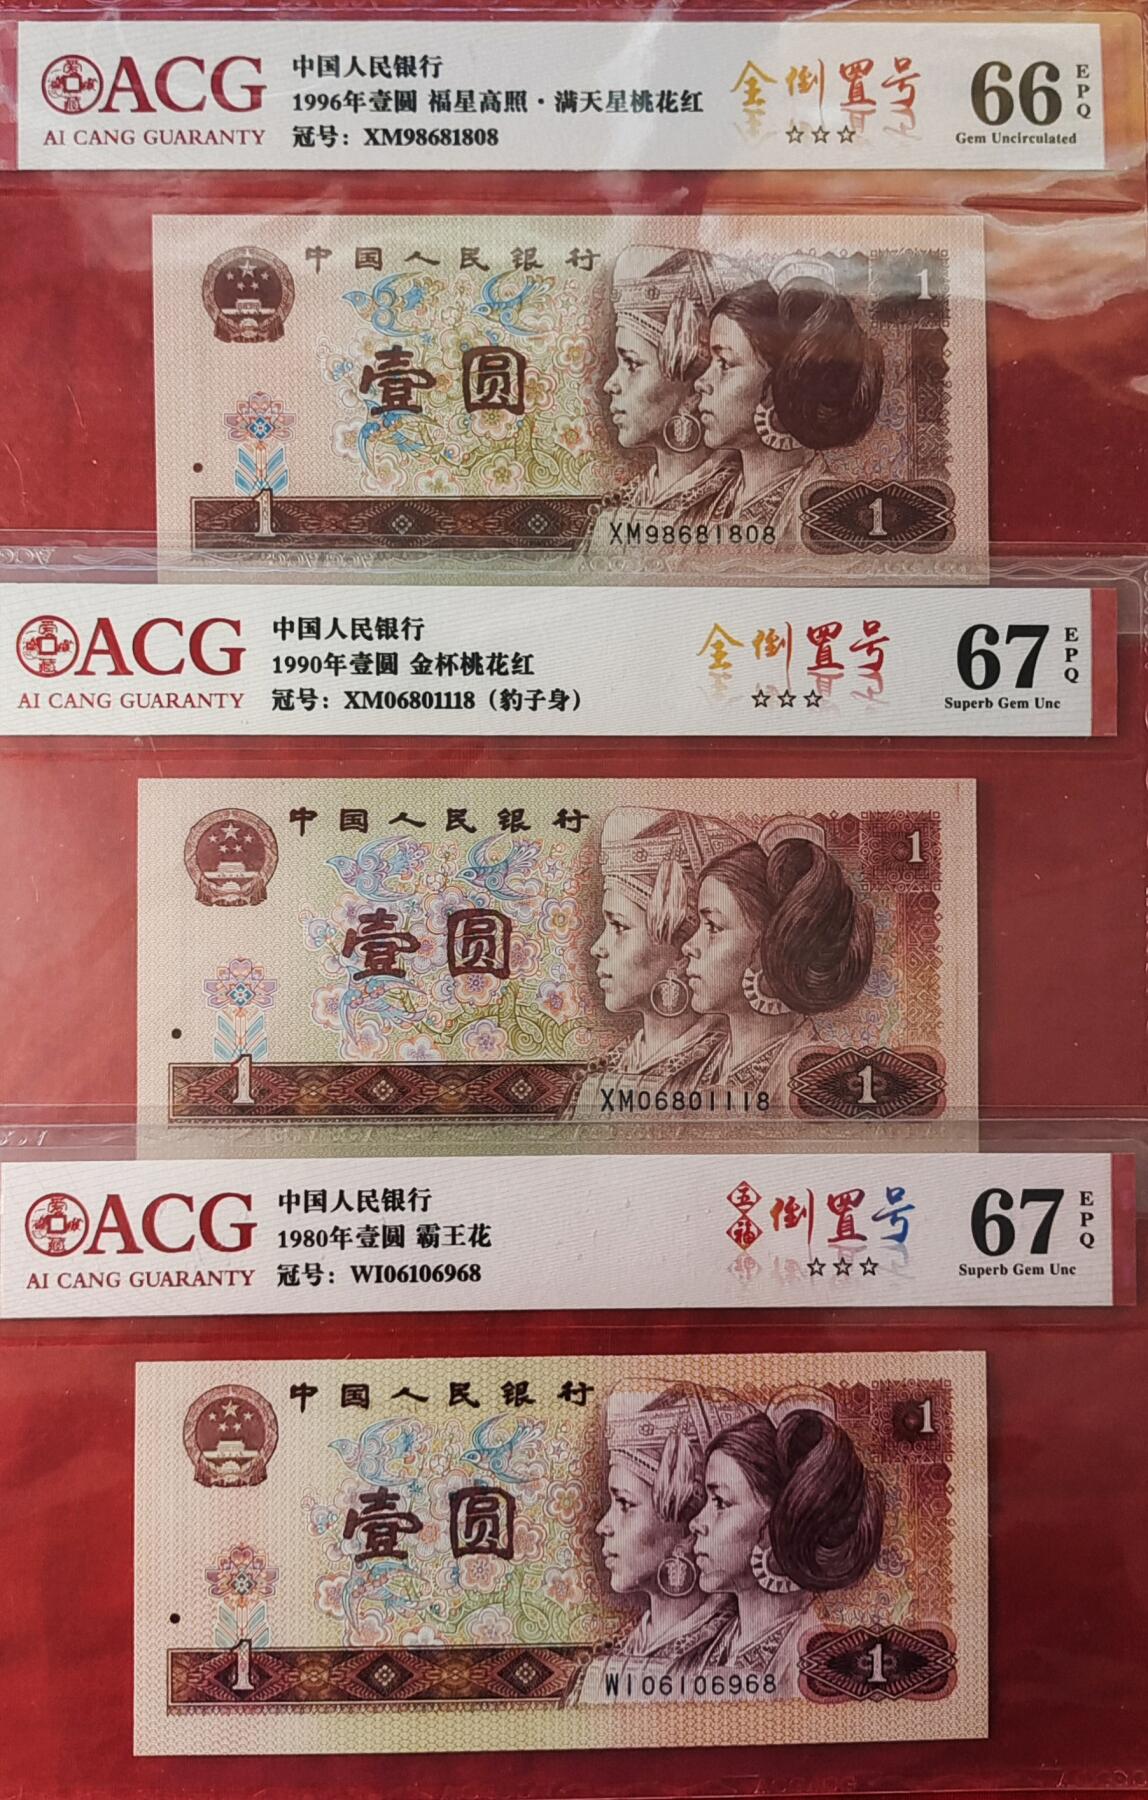 ACG
AI CANG GUARANTY
中国人民银行
1996年壹圆 福星高照·满天星桃花红
冠号：XM98681808
金倒置号
☆☆☆
66
EPQ
Gem Uncirculated
中国人民银行
壹圆
1
1
1
XM98681808
ACG
AI CANG GUARANTY
中国人民银行
1990年壹圆 金杯桃花红
冠号：XM06801118（豹子身）
金倒置号
☆☆☆
67
EPQ
Superb Gem Unc
中国人民银行
壹圆
1
1
1
XM06801118
ACG
AI CANG GUARANTY
中国人民银行
1980年壹圆 霸王花
冠号：WI06106968
五福倒置号
☆☆☆
67
EPQ
Superb Gem Unc
中国人民银行
壹圆
1
1
1
WI06106968